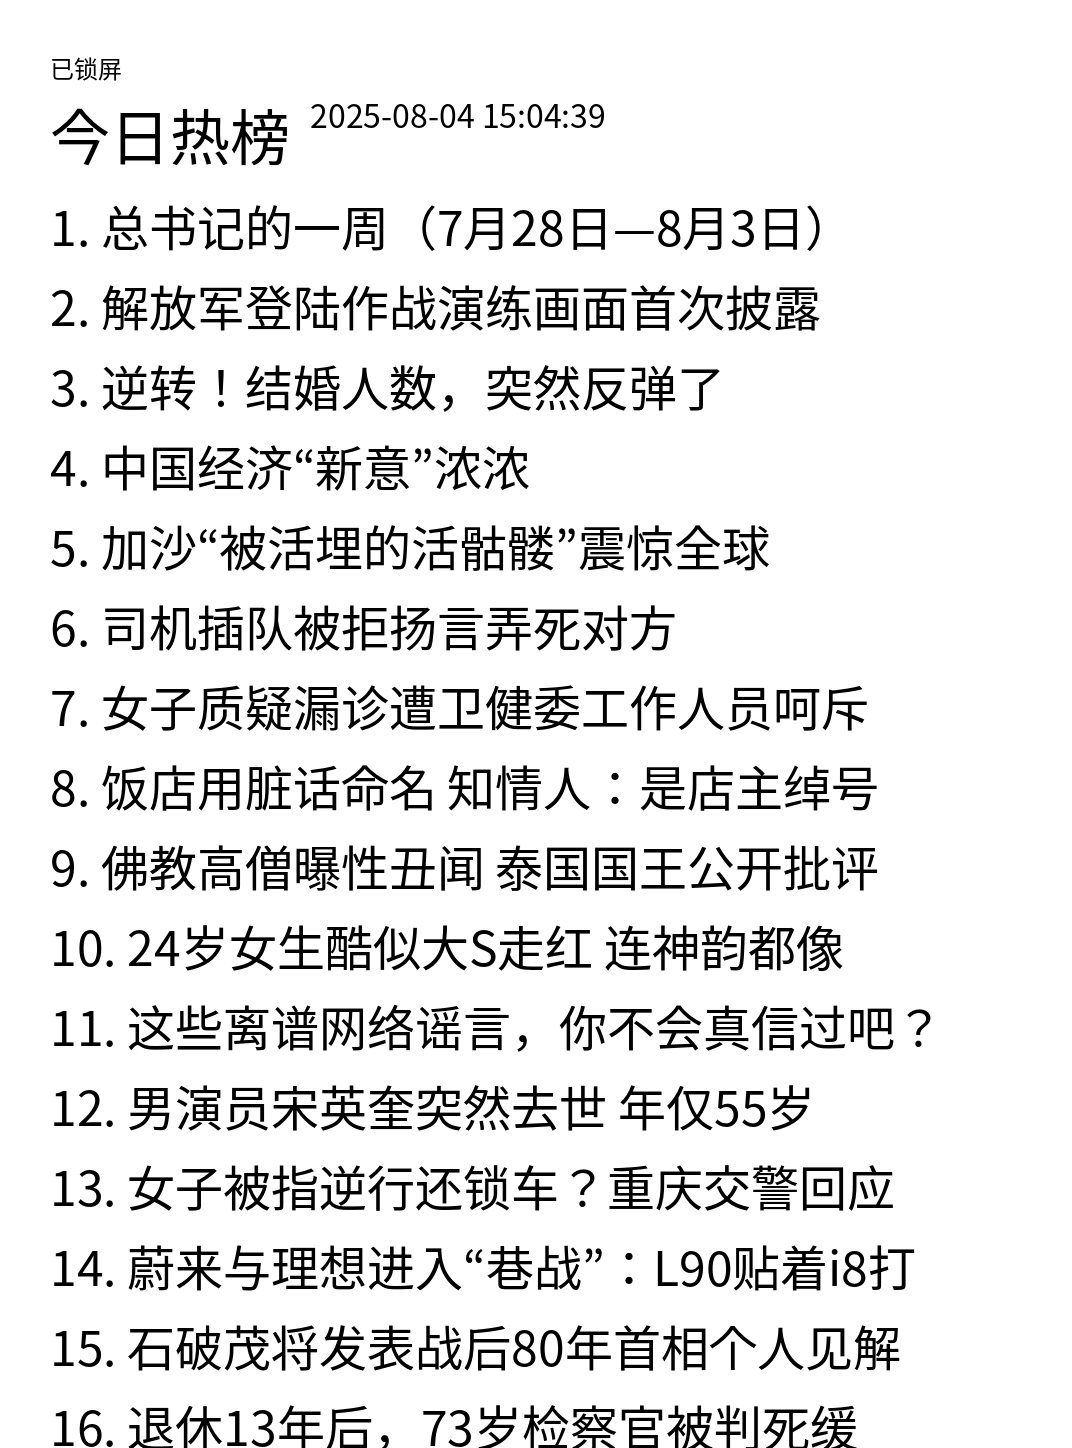 已锁屏
今日热榜 2025-08-04 15:04:39
1. 总书记的一周（7月28日—8月3日）
2. 解放军登陆作战演练画面首次披露
3. 逆转！结婚人数，突然反弹了
4. 中国经济“新意”浓浓
5. 加沙“被活埋的活骷髅”震惊全球
6. 司机插队被拒扬言弄死对方
7. 女子质疑漏诊遭卫健委工作人员呵斥
8. 饭店用脏话命名 知情人：是店主绰号
9. 佛教高僧曝性丑闻 泰国国王公开批评
10. 24岁女生酷似大S走红 连神韵都像
11. 这些离谱网络谣言，你不会真信过吧？
12. 男演员宋英奎突然去世 年仅55岁
13. 女子被指逆行还锁车？重庆交警回应
14. 蔚来与理想进入“巷战”：L90贴着i8打
15. 石破茂将发表战后80年首相个人见解
16. 退休13年后，73岁检察官被判死缓